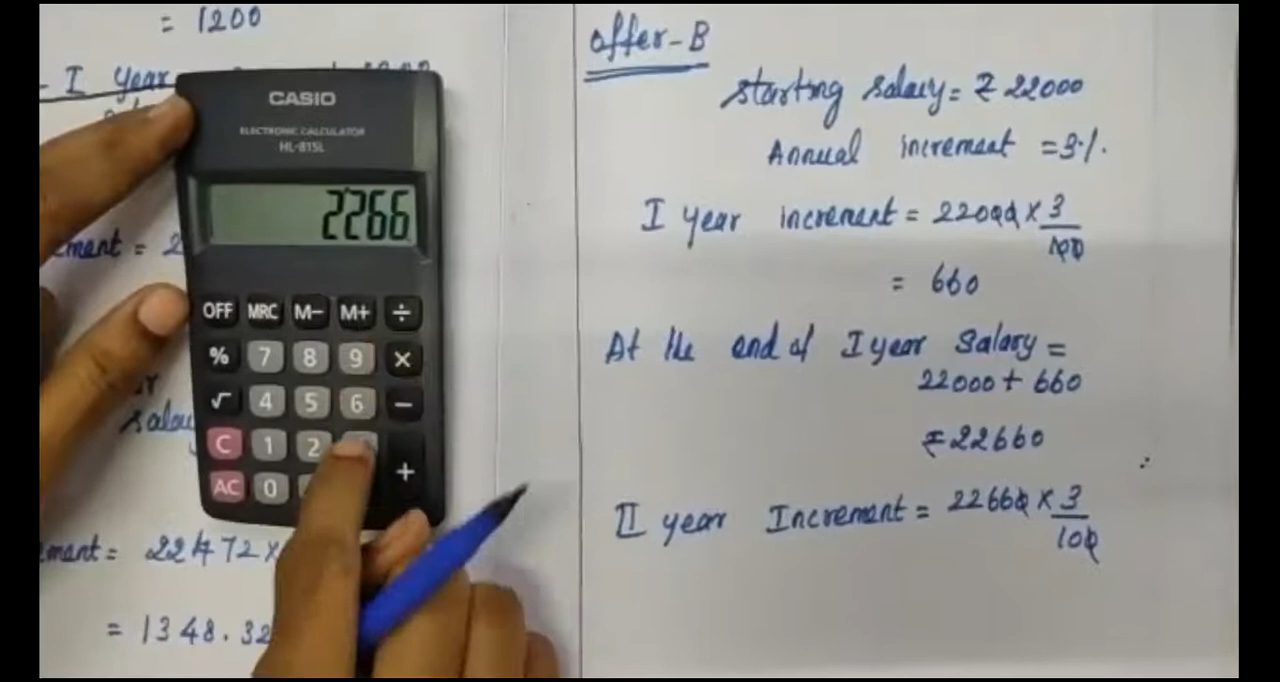 = 1200
I Year
CASIO
ELECTRONIC CALCULATOR
HL-815L
2266
OFF MRC M− M+ ÷
% 7 8 9 ×
√ 4 5 6 −
C 1 2
AC 0 +
ement = 2
salary
ement = 22472 ×
= 1348.32
Offer-B
Starting Salary = ₹ 22000
Annual increment = 3%.
I year increment = 22000 × 3
100
= 660
At the end of I year Salary =
22000 + 660
₹22660
II year Increment = 22660 × 3
100